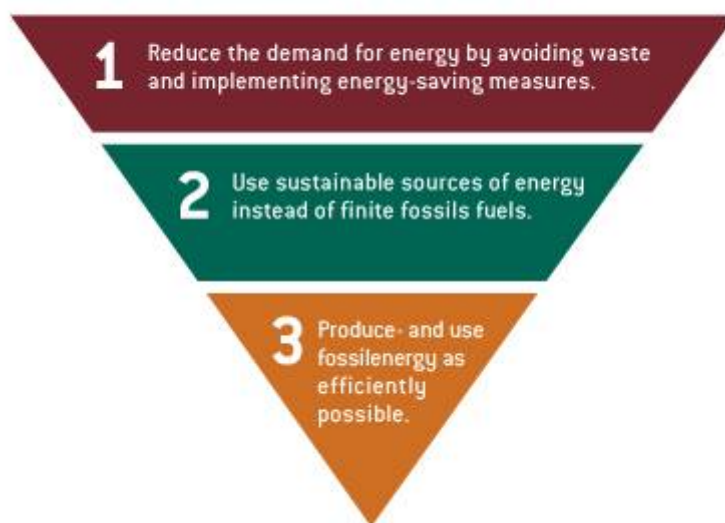 1 Reduce the demand for energy by avoiding waste
and implementing energy-saving measures.
2 Use sustainable sources of energy
instead of finite fossils fuels.
3 Produce- and use
fossilenergy as
efficiently
possible.